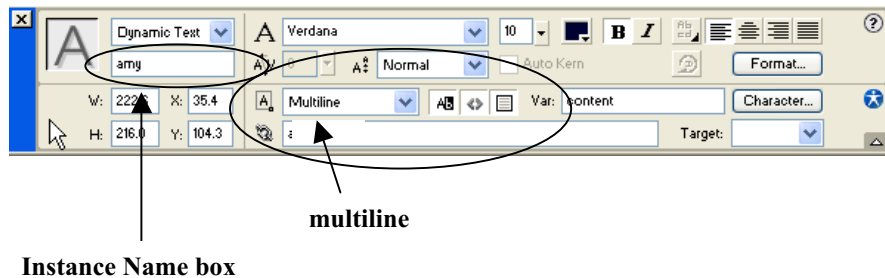 Dynamic Text A Verdana 10 B I
amy A 0 Normal Auto Kern Format...
W: X: 35.4 Multiline Var: content Character...
H: 216.0 Y: 104.3 Target:
multiline
Instance Name box